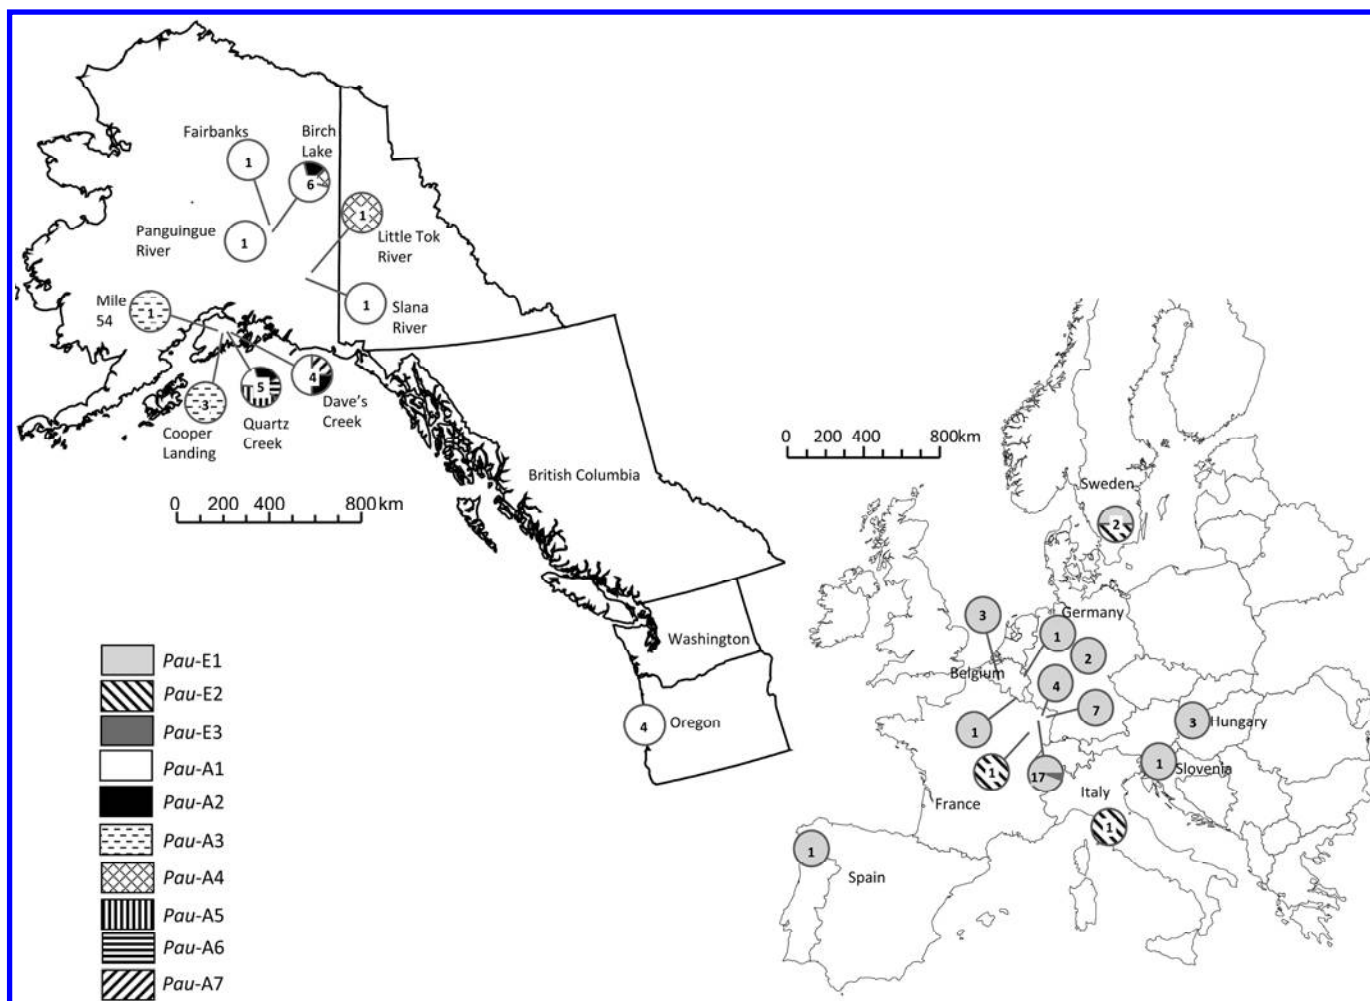 Fairbanks
1
Birch
Lake
6
Panguingue
River
1
1
Little Tok
River
Mile
54
1
1
Slana
River
3
Cooper
Landing
5
Quartz
Creek
4
Dave's
Creek
British Columbia
0 200 400 800km
Washington
4
Oregon
Pau-E1
Pau-E2
Pau-E3
Pau-A1
Pau-A2
Pau-A3
Pau-A4
Pau-A5
Pau-A6
Pau-A7
0 200 400 800km
Sweden
2
3
Germany
1
2
Belgium
4
7
1
3
Hungary
1
17
1
Slovenia
France
Italy
1
1
Spain